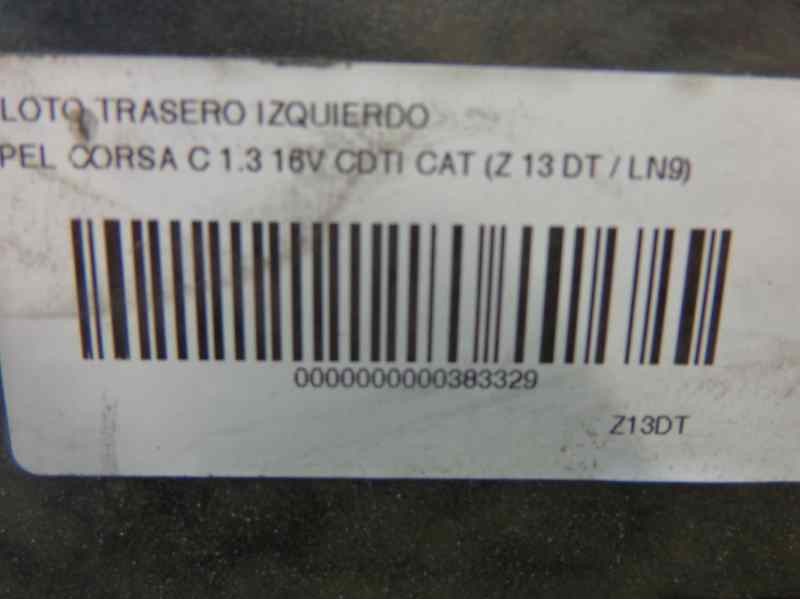 LOTO TRASERO IZQUIERDO
PEL CORSA C 1.3 16V CDTI CAT (Z 13 DT / LN9)
0000000000383329
Z13DT